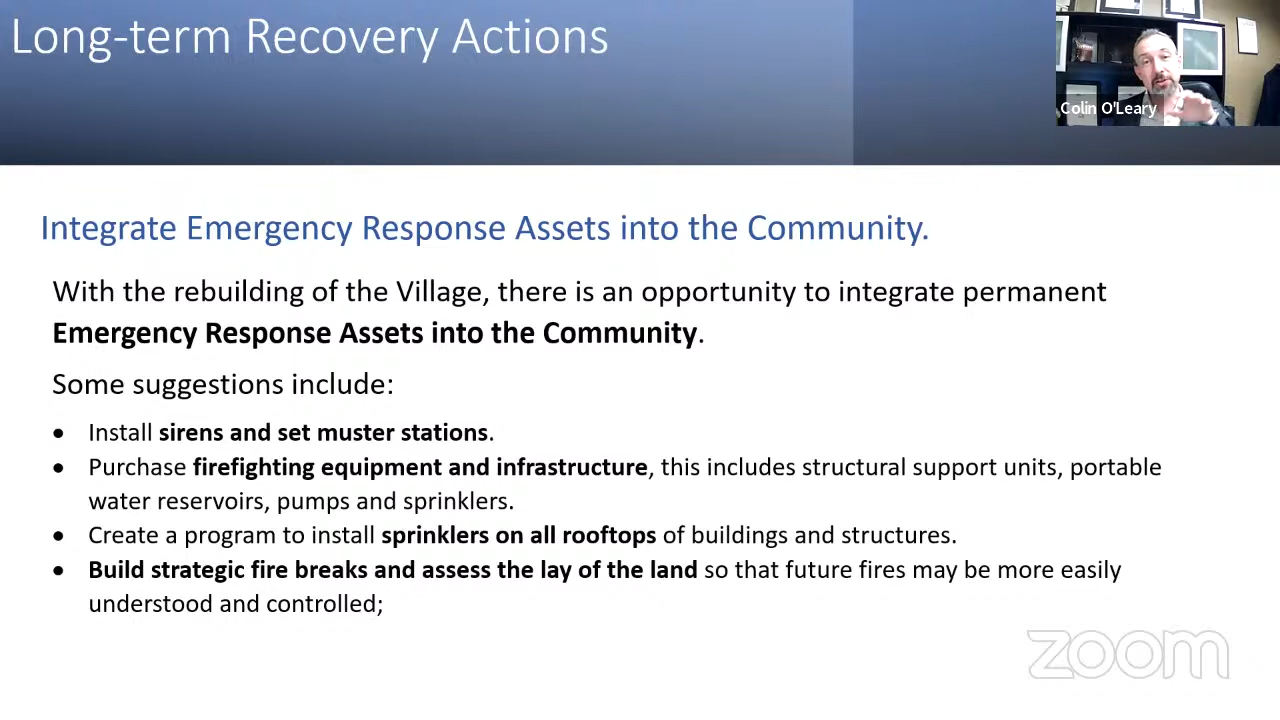 Long-term Recovery Actions
Colin O'Leary
Integrate Emergency Response Assets into the Community.
With the rebuilding of the Village, there is an opportunity to integrate permanent
Emergency Response Assets into the Community.
Some suggestions include:
• Install sirens and set muster stations.
• Purchase firefighting equipment and infrastructure, this includes structural support units, portable
water reservoirs, pumps and sprinklers.
• Create a program to install sprinklers on all rooftops of buildings and structures.
• Build strategic fire breaks and assess the lay of the land so that future fires may be more easily
understood and controlled;
zoom